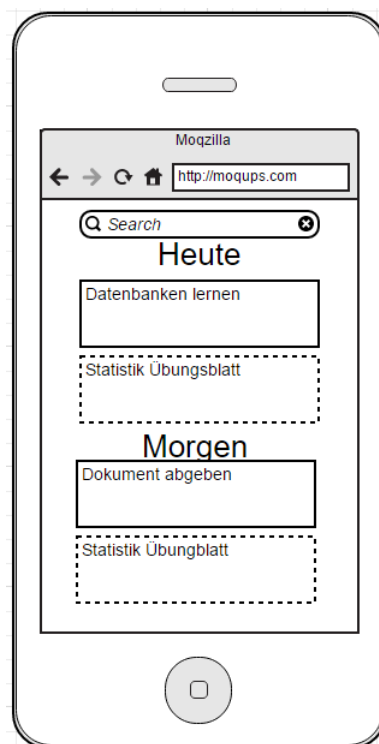 Moqzilla
http://moqups.com
Search
Heute
Datenbanken lernen
Statistik Übungsblatt
Morgen
Dokument abgeben
Statistik Übungblatt